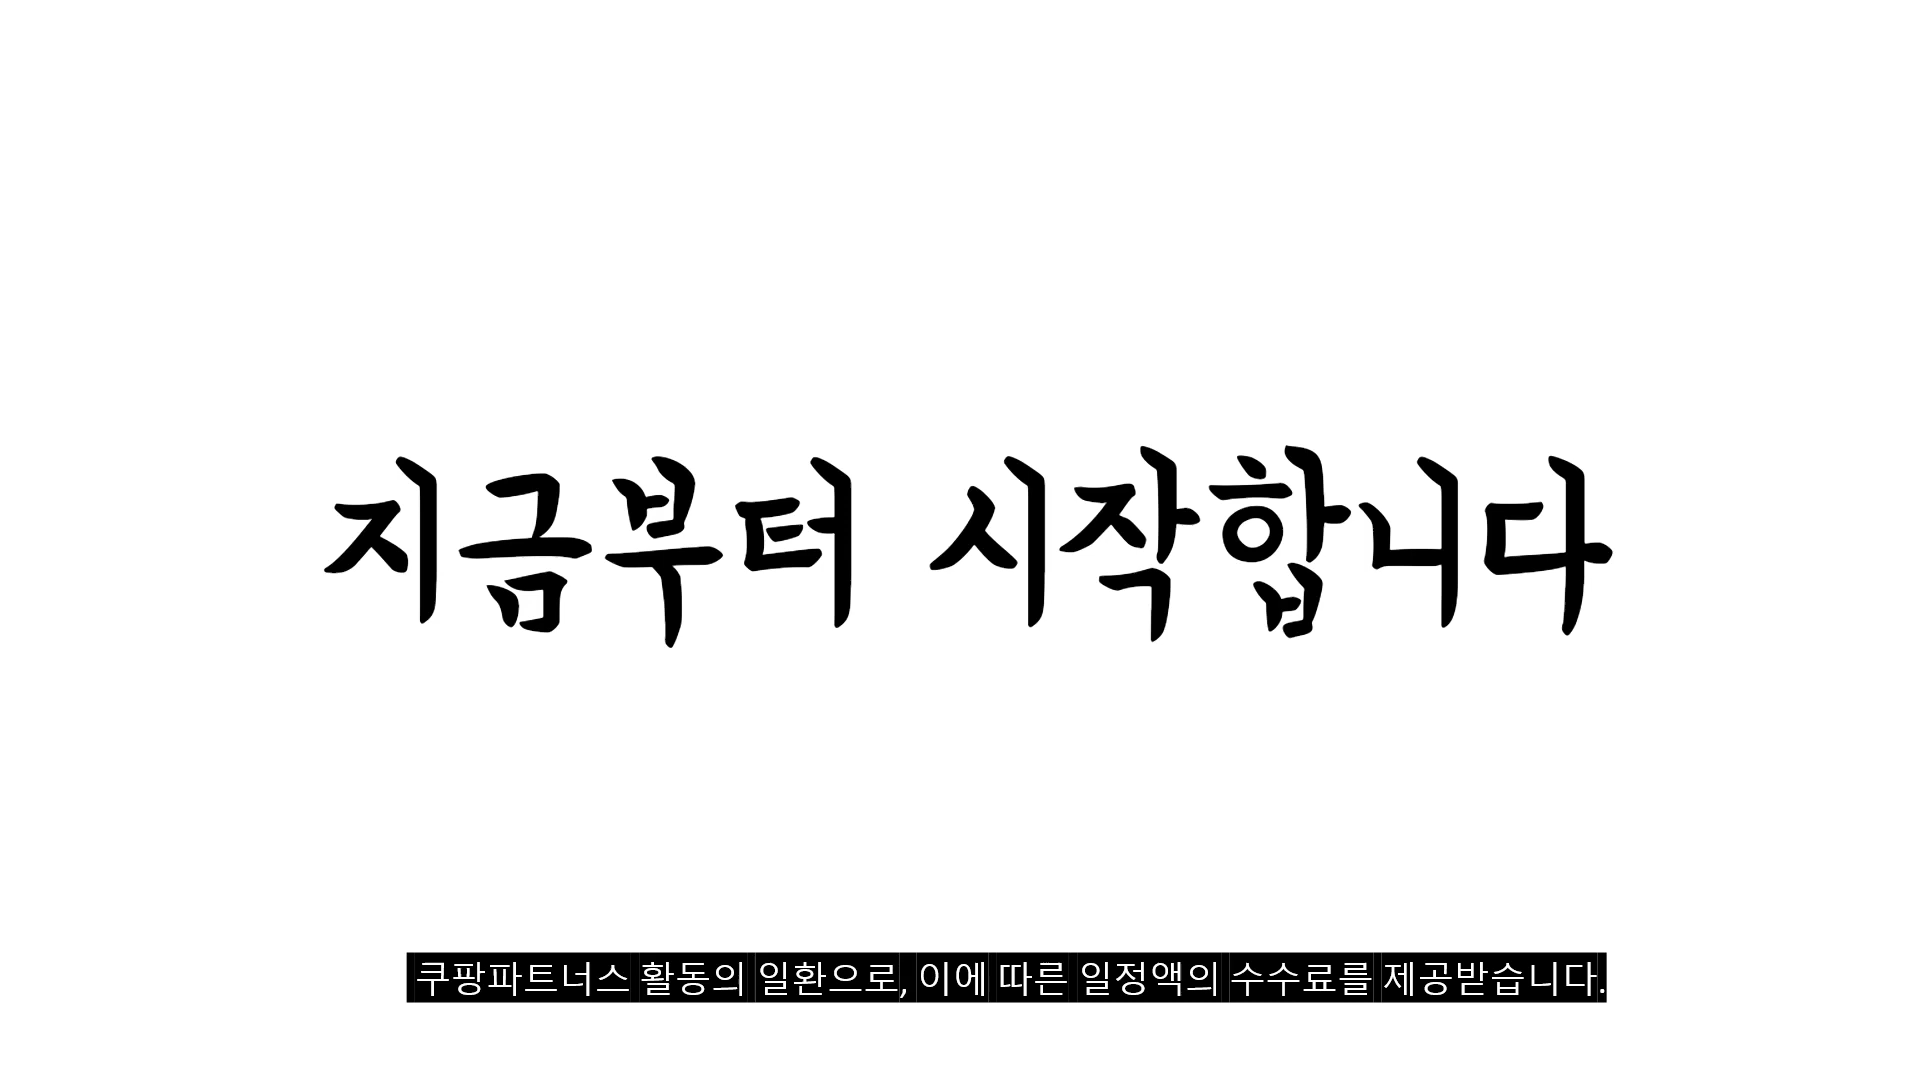 지금부터 시작합니다
쿠팡파트너스 활동의 일환으로, 이에 따른 일정액의 수수료를 제공받습니다.